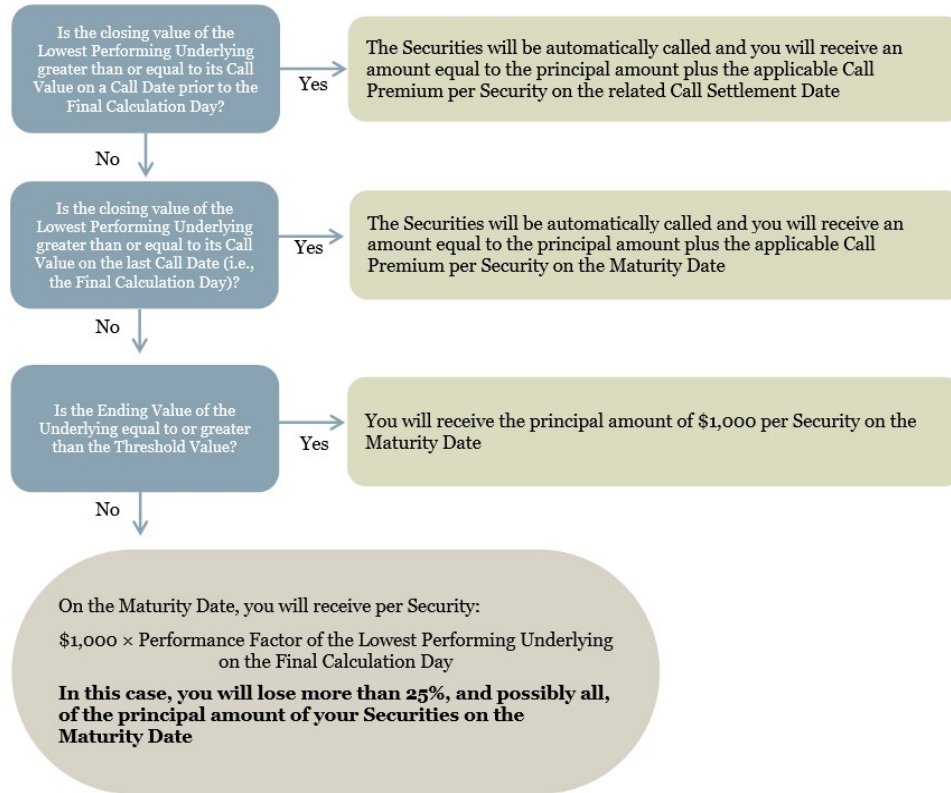 Is the closing value of the
Lowest Performing Underlying
greater than or equal to its Call
Value on a Call Date prior to the
Final Calculation Day?
Yes
The Securities will be automatically called and you will receive an
amount equal to the principal amount plus the applicable Call
Premium per Security on the related Call Settlement Date
No
Is the closing value of the
Lowest Performing Underlying
greater than or equal to its Call
Value on the last Call Date (i.e.,
the Final Calculation Day)?
Yes
The Securities will be automatically called and you will receive an
amount equal to the principal amount plus the applicable Call
Premium per Security on the Maturity Date
No
Is the Ending Value of the
Underlying equal to or greater
than the Threshold Value?
Yes
You will receive the principal amount of $1,000 per Security on the
Maturity Date
No
On the Maturity Date, you will receive per Security:
$1,000 × Performance Factor of the Lowest Performing Underlying
on the Final Calculation Day
In this case, you will lose more than 25%, and possibly all,
of the principal amount of your Securities on the
Maturity Date